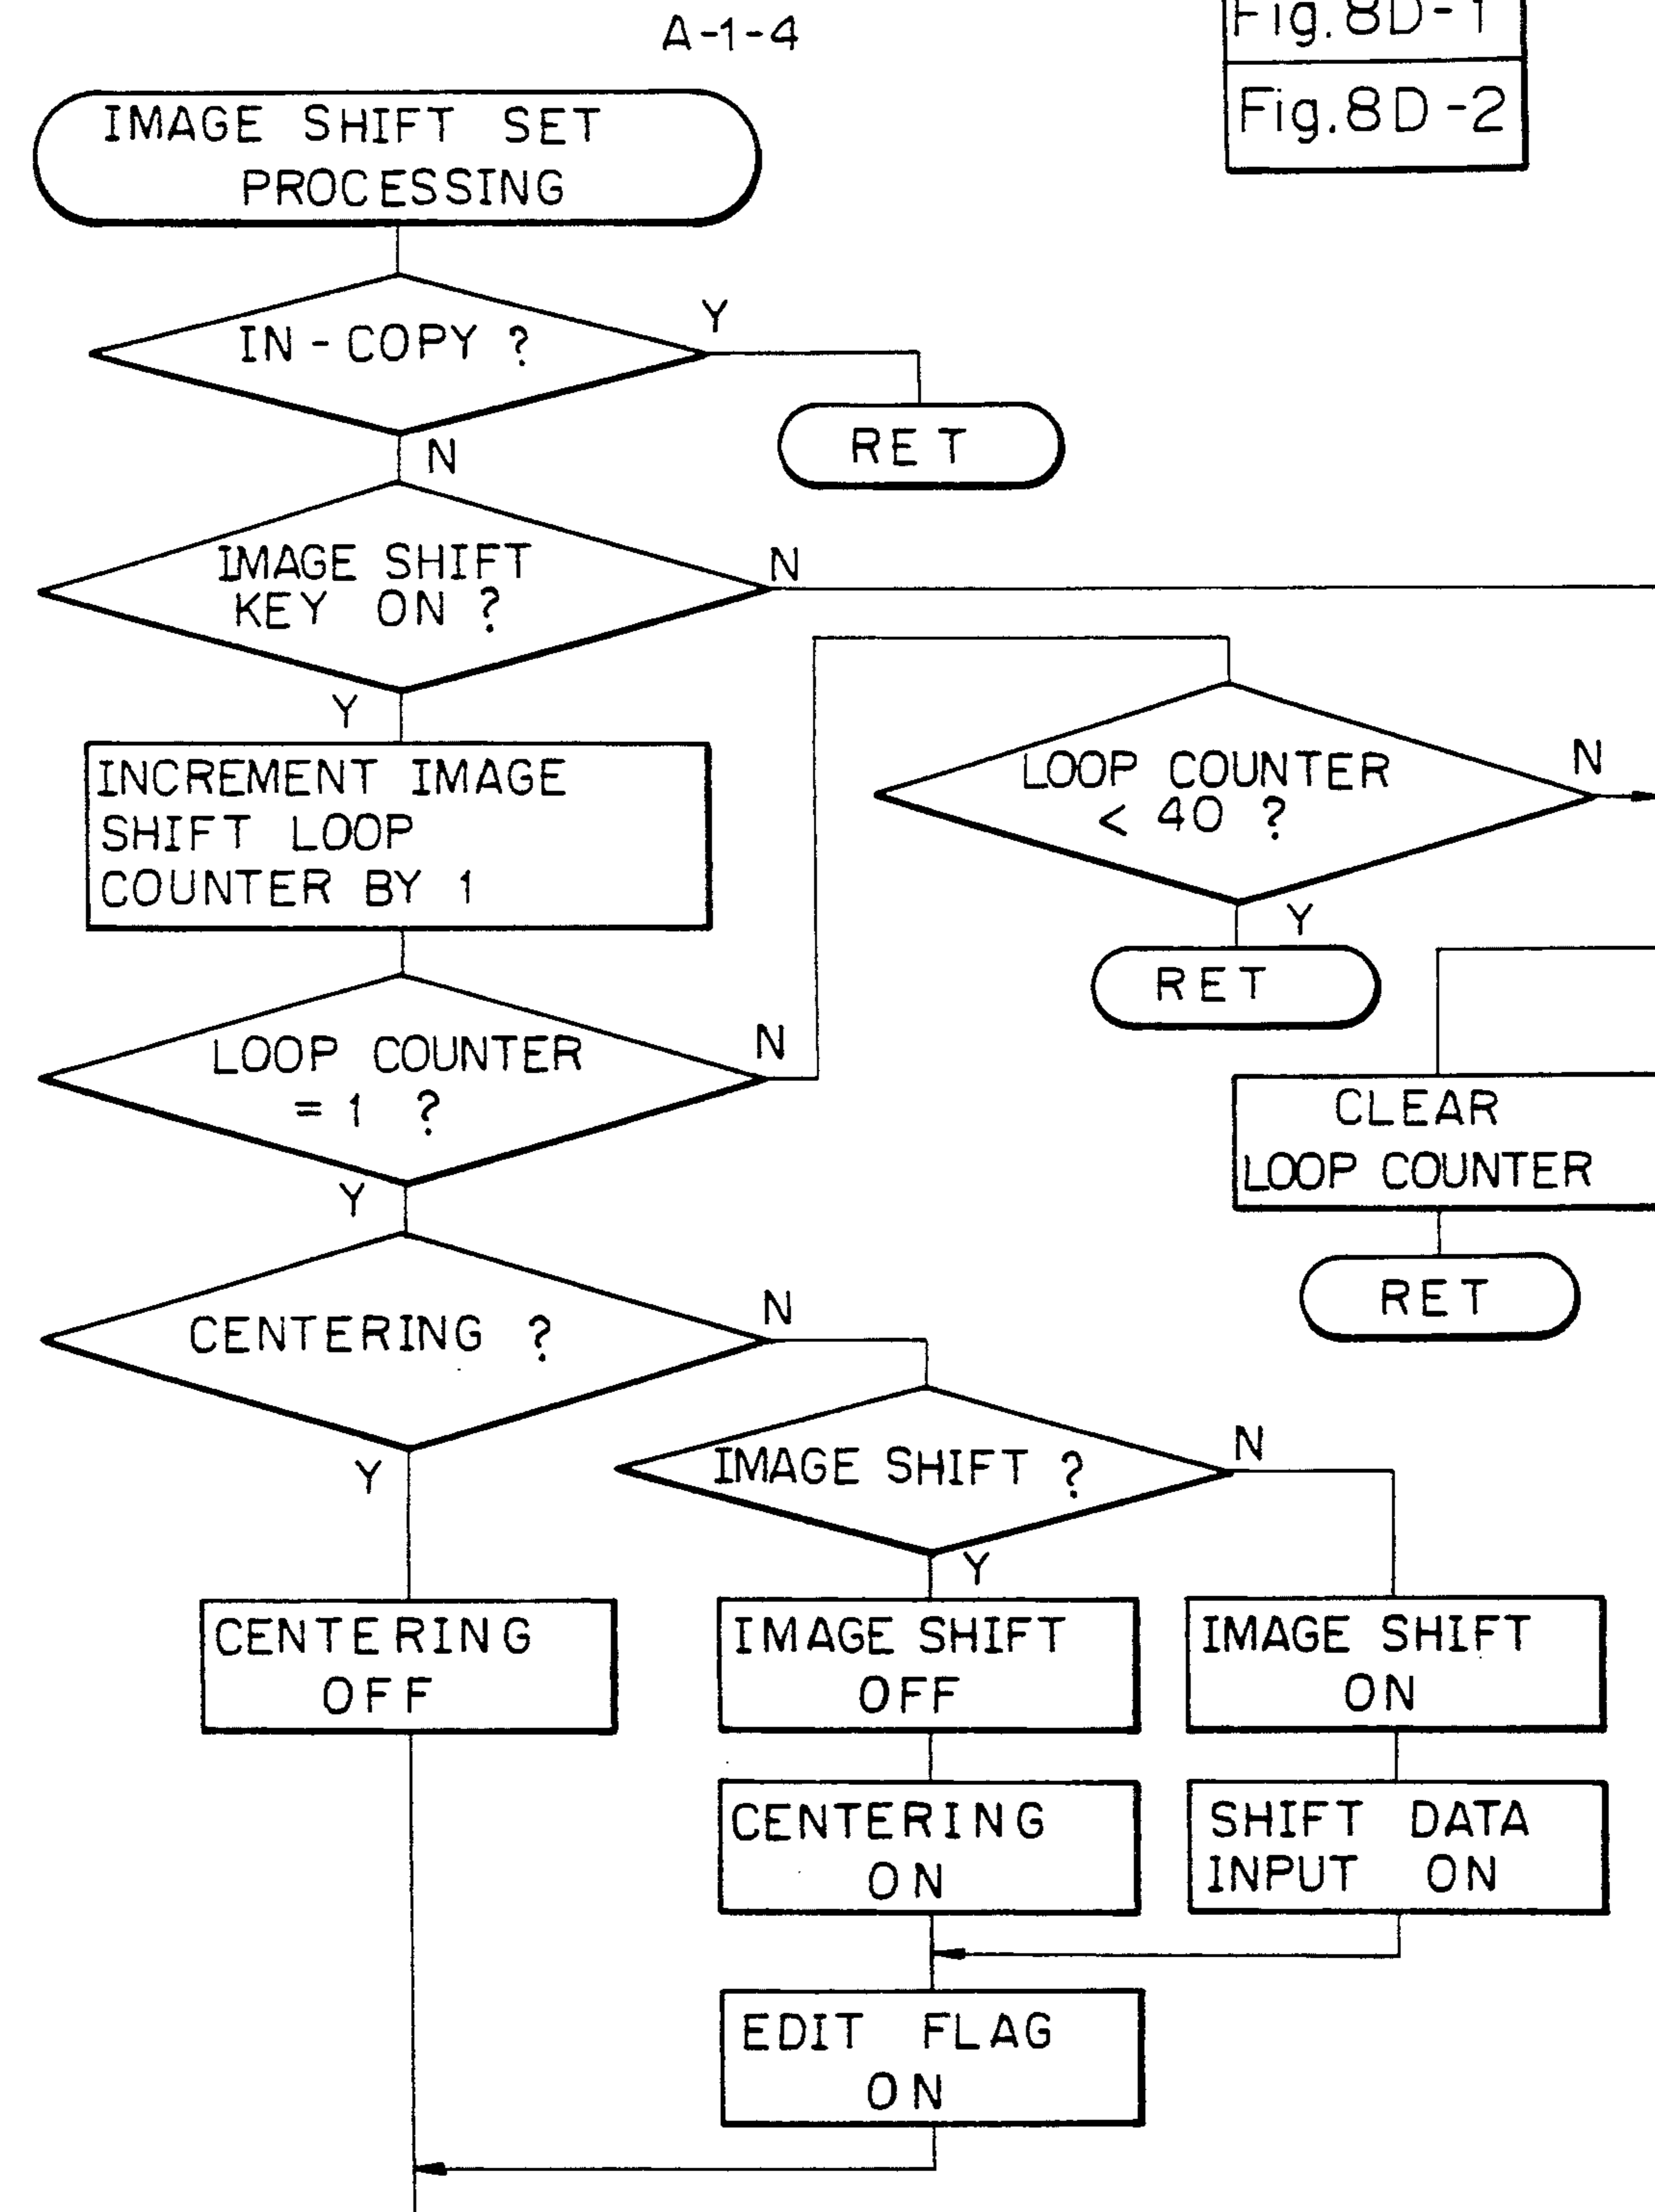 A-1-4
Fig. 8D-1
Fig. 8D-2
IMAGE SHIFT SET
PROCESSING
IN-COPY ?
Y
RET
N
IMAGE SHIFT
KEY ON ?
N
Y
INCREMENT IMAGE
SHIFT LOOP
COUNTER BY 1
LOOP COUNTER
< 40 ?
N
Y
RET
LOOP COUNTER
= 1 ?
N
Y
CLEAR
LOOP COUNTER
RET
CENTERING ?
N
Y
IMAGE SHIFT ?
N
Y
CENTERING
OFF
IMAGE SHIFT
OFF
IMAGE SHIFT
ON
CENTERING
ON
SHIFT DATA
INPUT ON
EDIT FLAG
ON